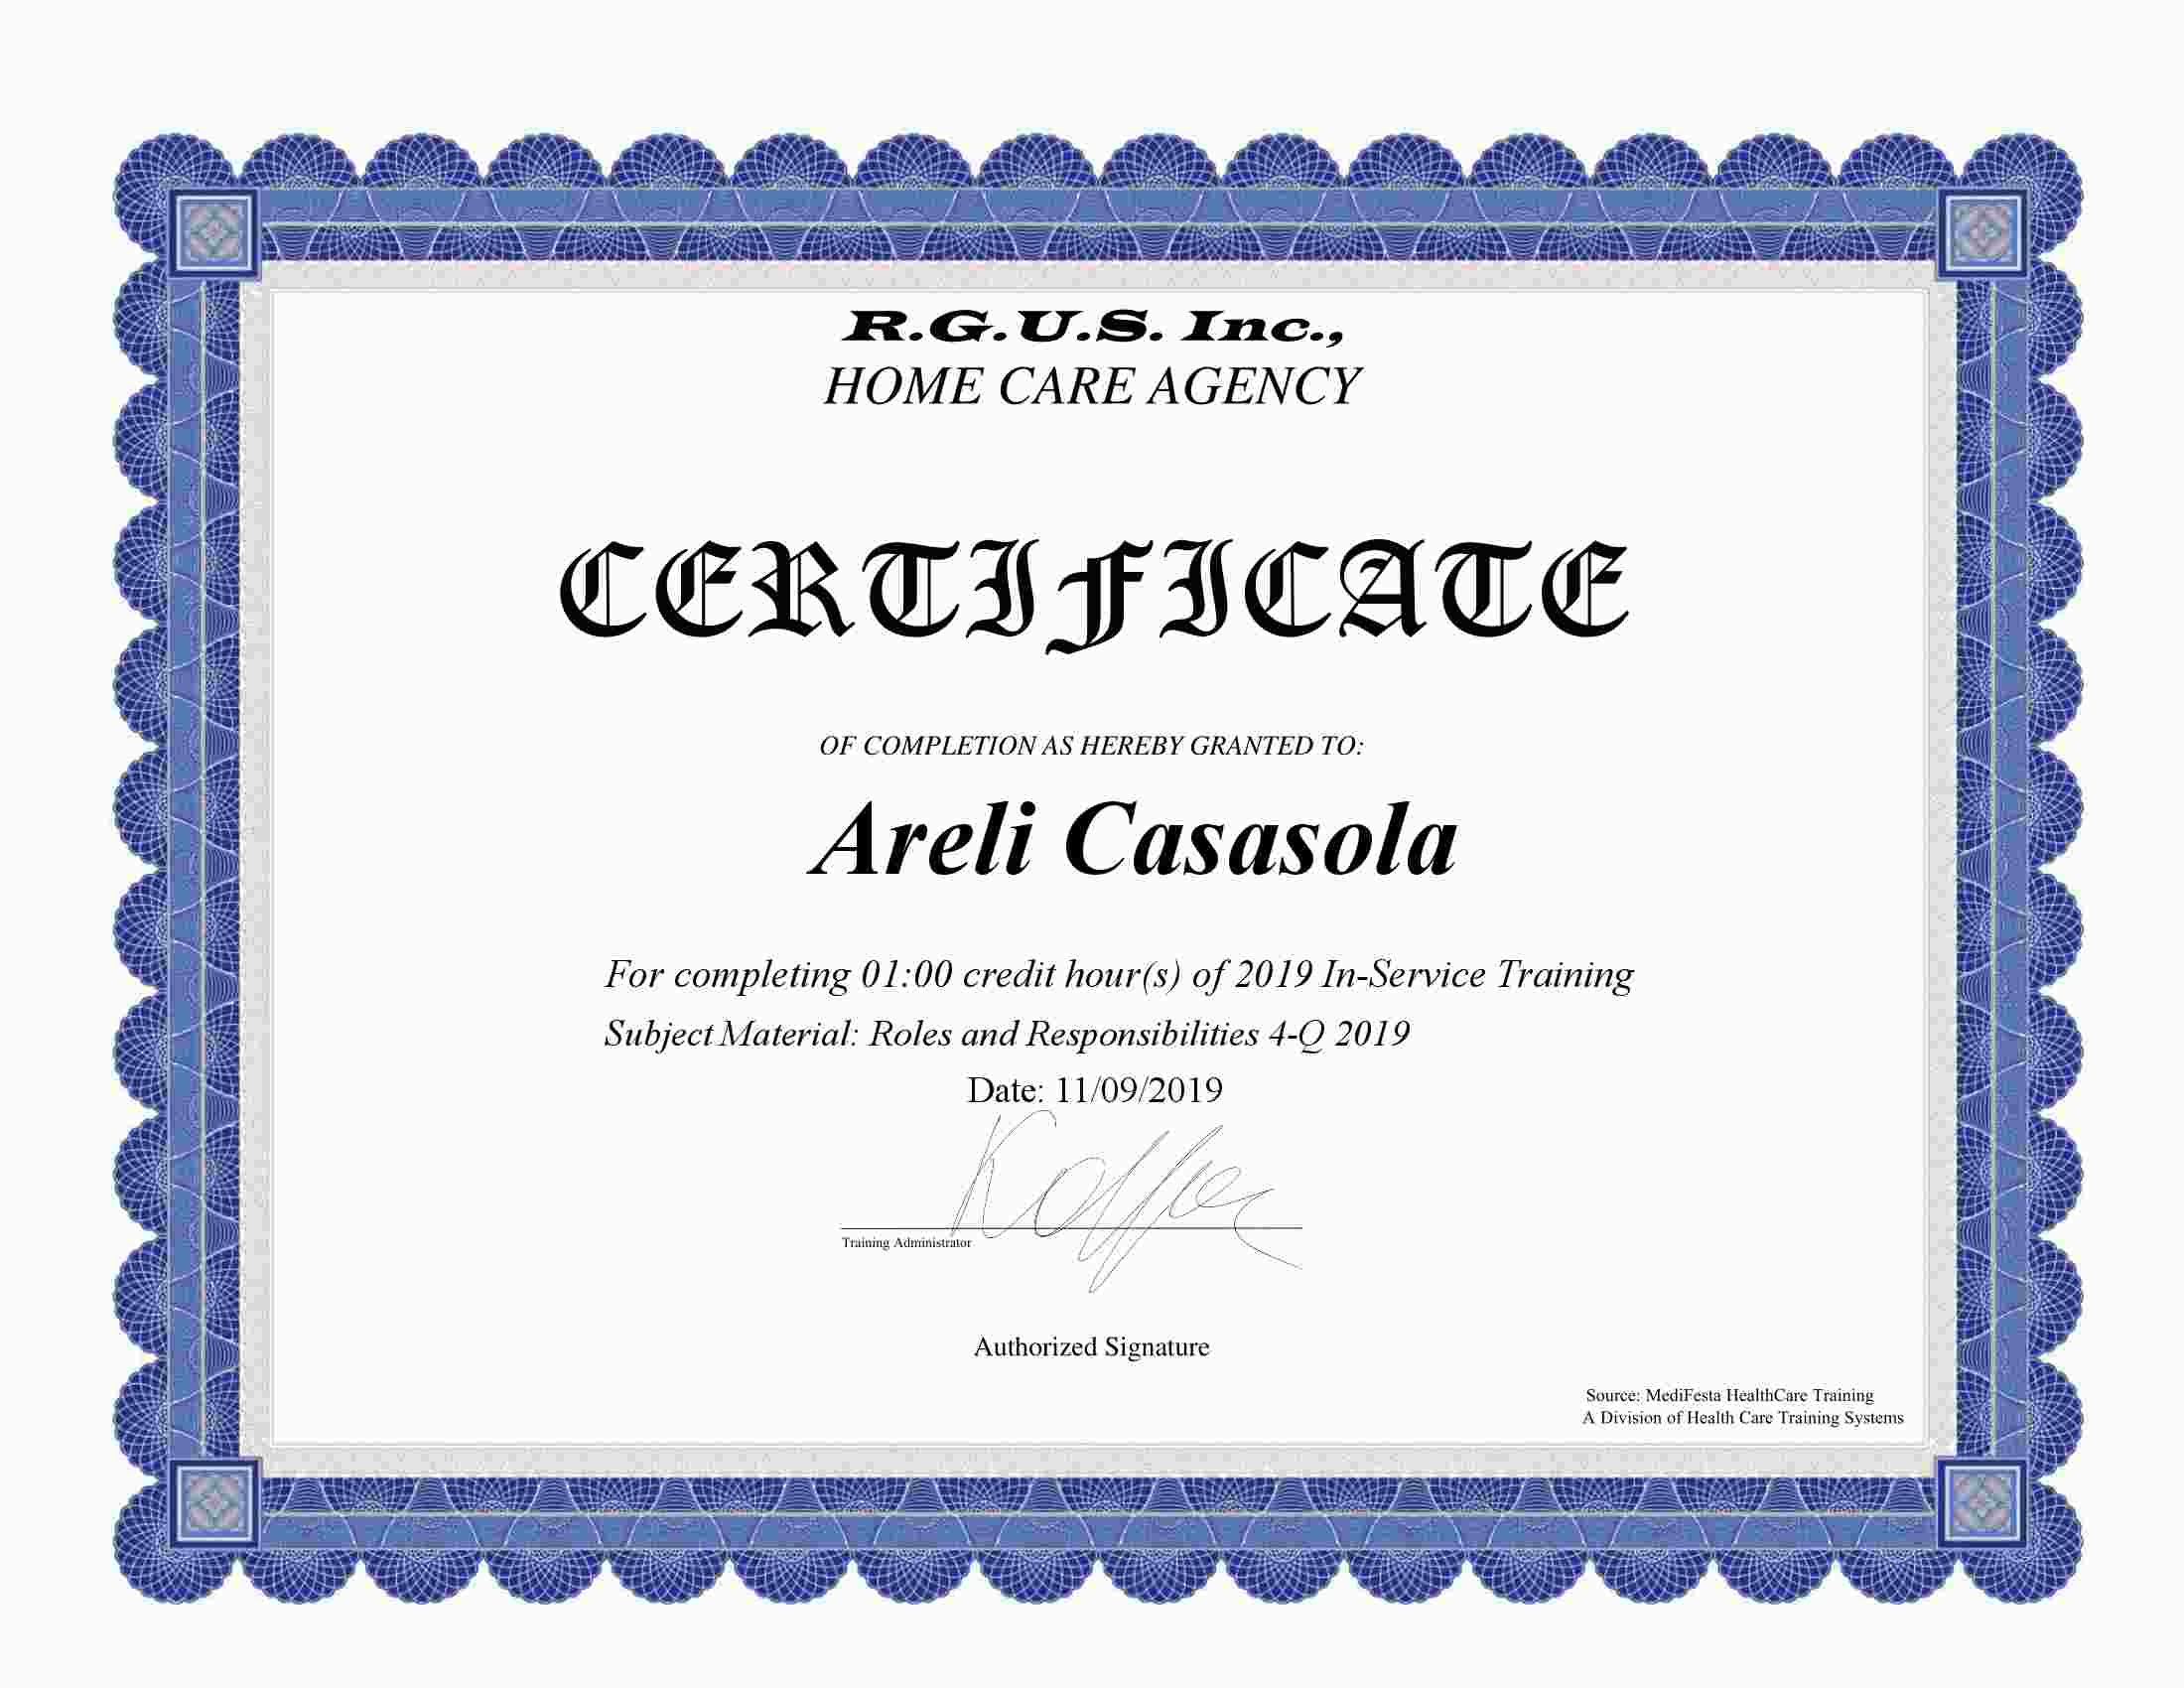 R.G.U.S. Inc.,
HOME CARE AGENCY
CERTIFICATE
OF COMPLETION AS HEREBY GRANTED TO:
Areli Casasola
For completing 01:00 credit hour(s) of 2019 In-Service Training
Subject Material: Roles and Responsibilities 4-Q 2019
Date: 11/09/2019
Training Administrator
Authorized Signature
Source: MediFesta HealthCare Training
A Division of Health Care Training Systems